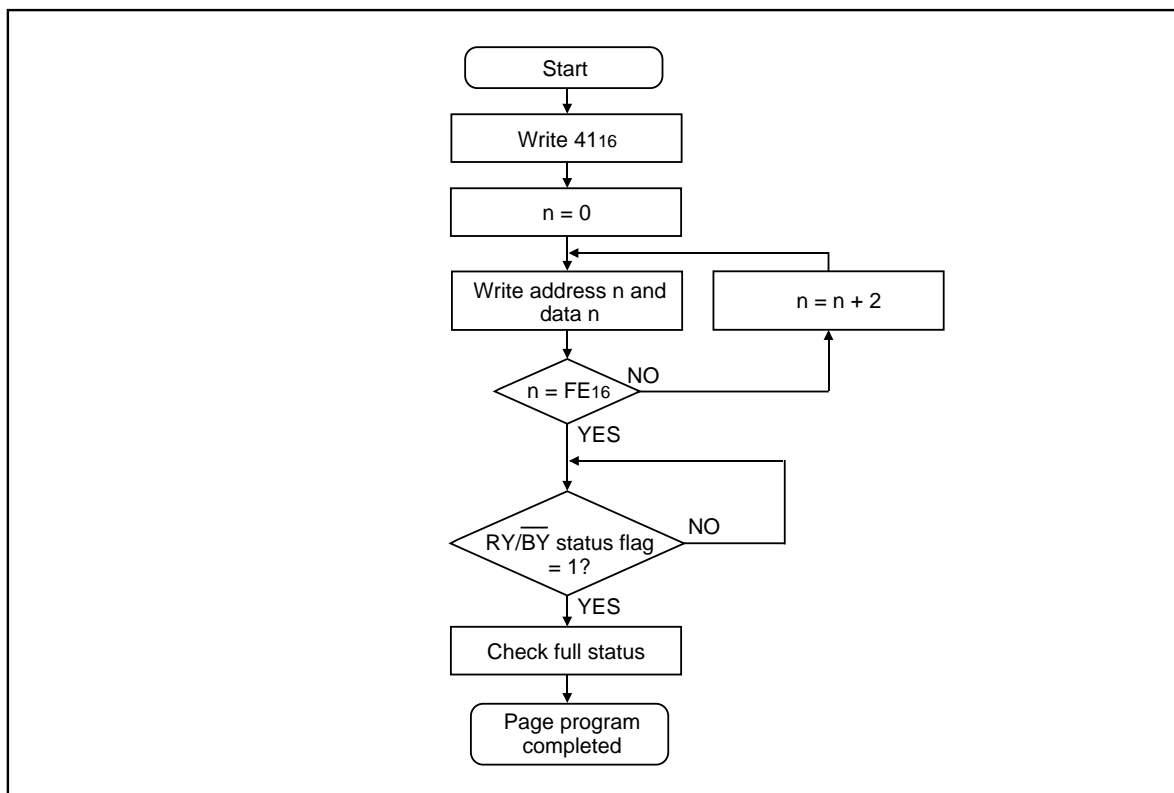 Start
Write 4116
n = 0
Write address n and
data n
n = n + 2
n = FE16
NO
YES
RY/B̅Y̅ status flag
= 1?
NO
YES
Check full status
Page program
completed